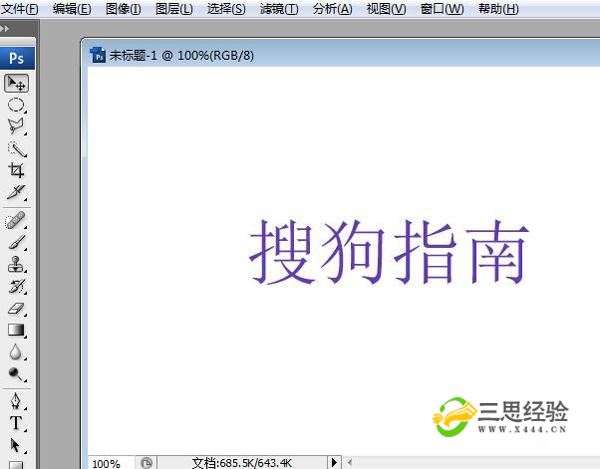 文件(F) 编辑(E) 图像(I) 图层(L) 选择(S) 滤镜(T) 分析(A) 视图(V) 窗口(W) 帮助(H)
Ps
Ps 未标题-1 @ 100%(RGB/8)
搜狗指南
T
三思经验
WWW.X444.CN
100% 文档:685.5K/643.4K